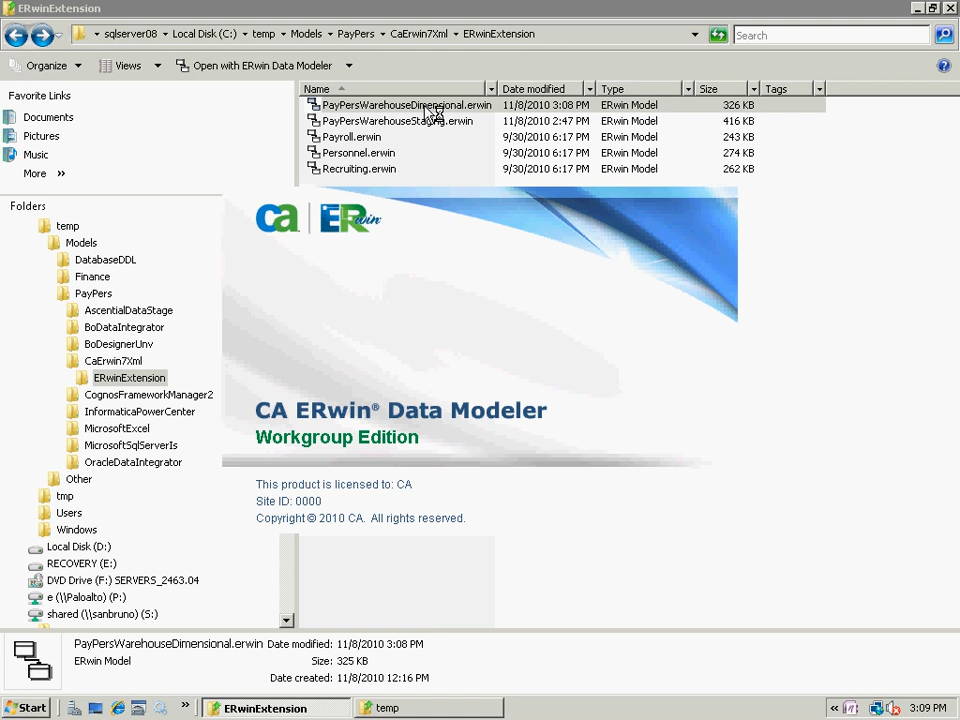 ERwinExtension
sqlserver08 Local Disk (C:) temp Models PayPers CaErwin7Xml ERwinExtension
Search
Organize Views Open with ERwin Data Modeler
Favorite Links
Documents
Pictures
Music
More »
Name Date modified Type Size Tags
PayPersWarehouseDimensional.erwin 11/8/2010 3:08 PM ERwin Model 326 KB
PayPersWarehouseStaging.erwin 11/8/2010 2:47 PM ERwin Model 416 KB
Payroll.erwin 9/30/2010 6:17 PM ERwin Model 243 KB
Personnel.erwin 9/30/2010 6:17 PM ERwin Model 274 KB
Recruiting.erwin 9/30/2010 6:17 PM ERwin Model 262 KB
Folders
temp
Models
DatabaseDDL
Finance
PayPers
AscentialDataStage
BoDataIntegrator
BoDesignerUnv
CaErwin7Xml
ERwinExtension
CognosFrameworkManager2
InformaticaPowerCenter
MicrosoftExcel
MicrosoftSqlServerIs
OracleDataIntegrator
Other
tmp
Users
Windows
Local Disk (D:)
RECOVERY (E:)
DVD Drive (F:) SERVERS_2463.04
e (\\Paloalto) (P:)
shared (\\sanbruno) (S:)
ca ERwin
CA ERwin® Data Modeler
Workgroup Edition
This product is licensed to: CA
Site ID: 0000
Copyright © 2010 CA. All rights reserved.
PayPersWarehouseDimensional.erwin Date modified: 11/8/2010 3:08 PM
ERwin Model Size: 325 KB
Date created: 11/8/2010 12:16 PM
Start » ERwinExtension temp « 3:09 PM